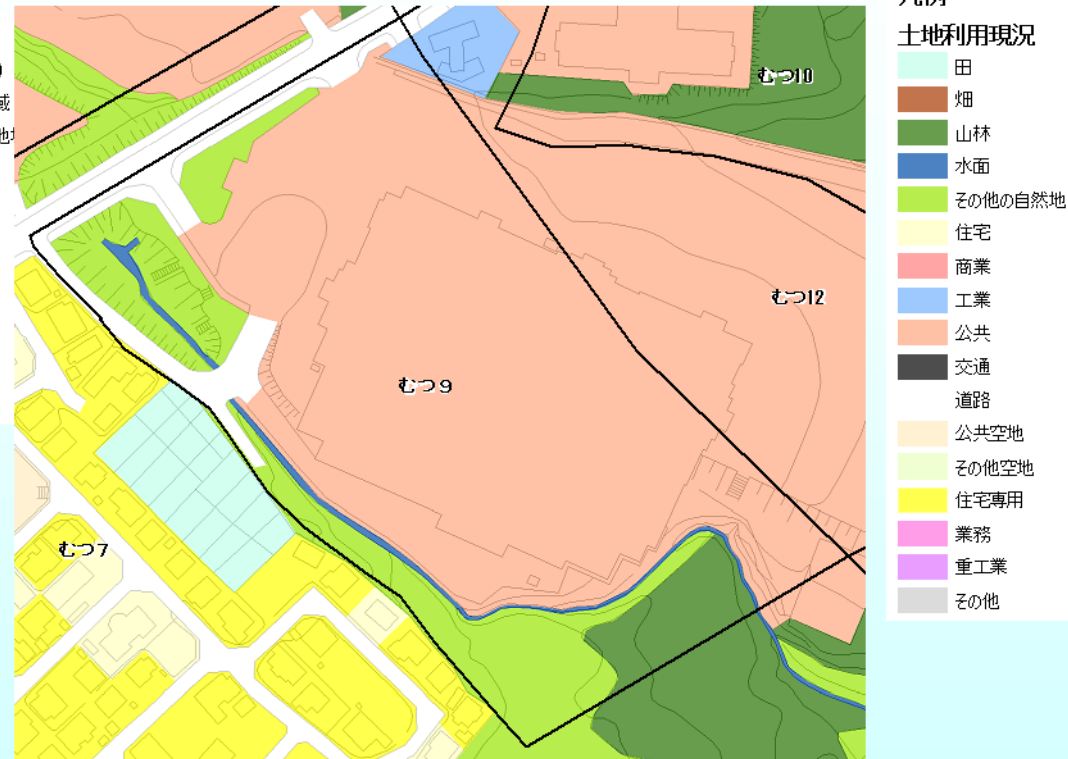 凡例
土地利用現況
田
畑
山林
水面
その他の自然地
住宅
商業
工業
公共
交通
道路
公共空地
その他空地
住宅専用
業務
重工業
その他
むつ10
むつ12
むつ9
むつ7